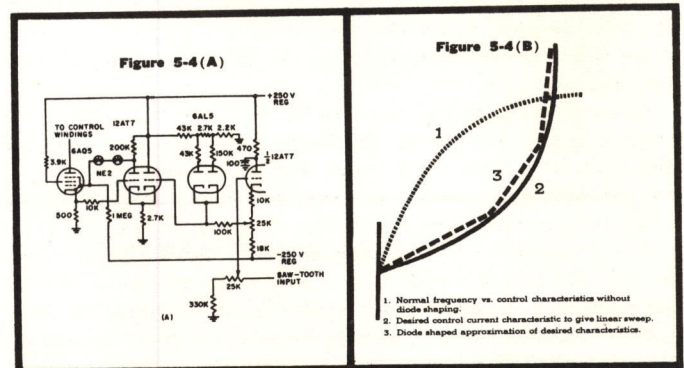 Figure 5-4(A)
+250 V
REG
TO CONTROL
WINDINGS
12AT7
6AL5
43K 2.7K 2.2K
6AQ5
200K
470
1/2
12AT7
3.9K
NE2
43K
150K
100T
10K
10K
1 MEG
500
2.7K
25K
100K
18K
-250 V
REG
SAW-TOOTH
INPUT
25K
330K
(A)
Figure 5-4(B)
1
3
2
1. Normal frequency vs. control characteristics without
diode shaping.
2. Desired control current characteristic to give linear sweep.
3. Diode shaped approximation of desired characteristics.